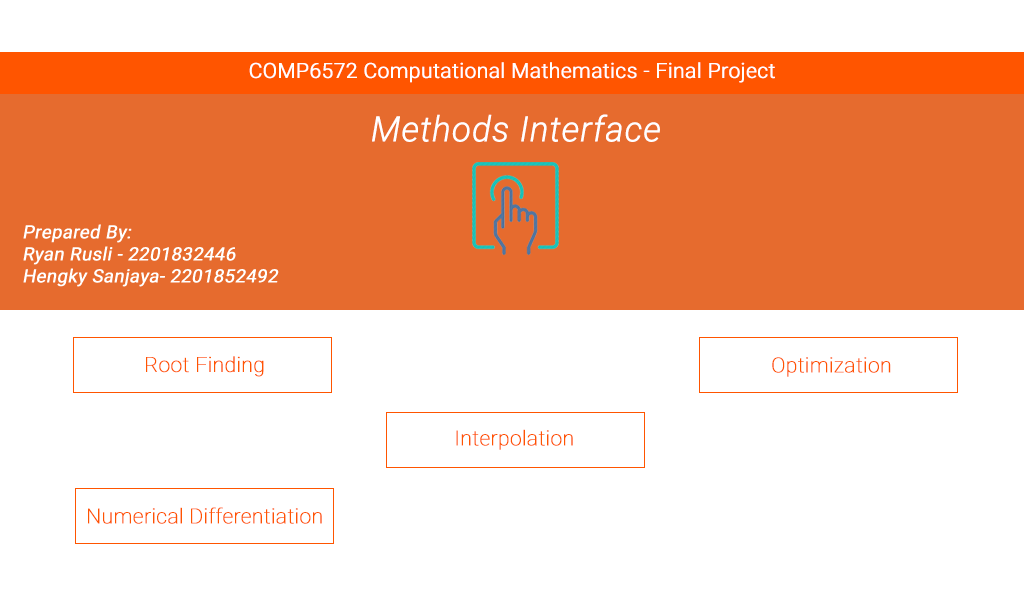 COMP6572 Computational Mathematics - Final Project
Methods Interface
Prepared By:
Ryan Rusli - 2201832446
Hengky Sanjaya- 2201852492
Root Finding
Optimization
Interpolation
Numerical Differentiation